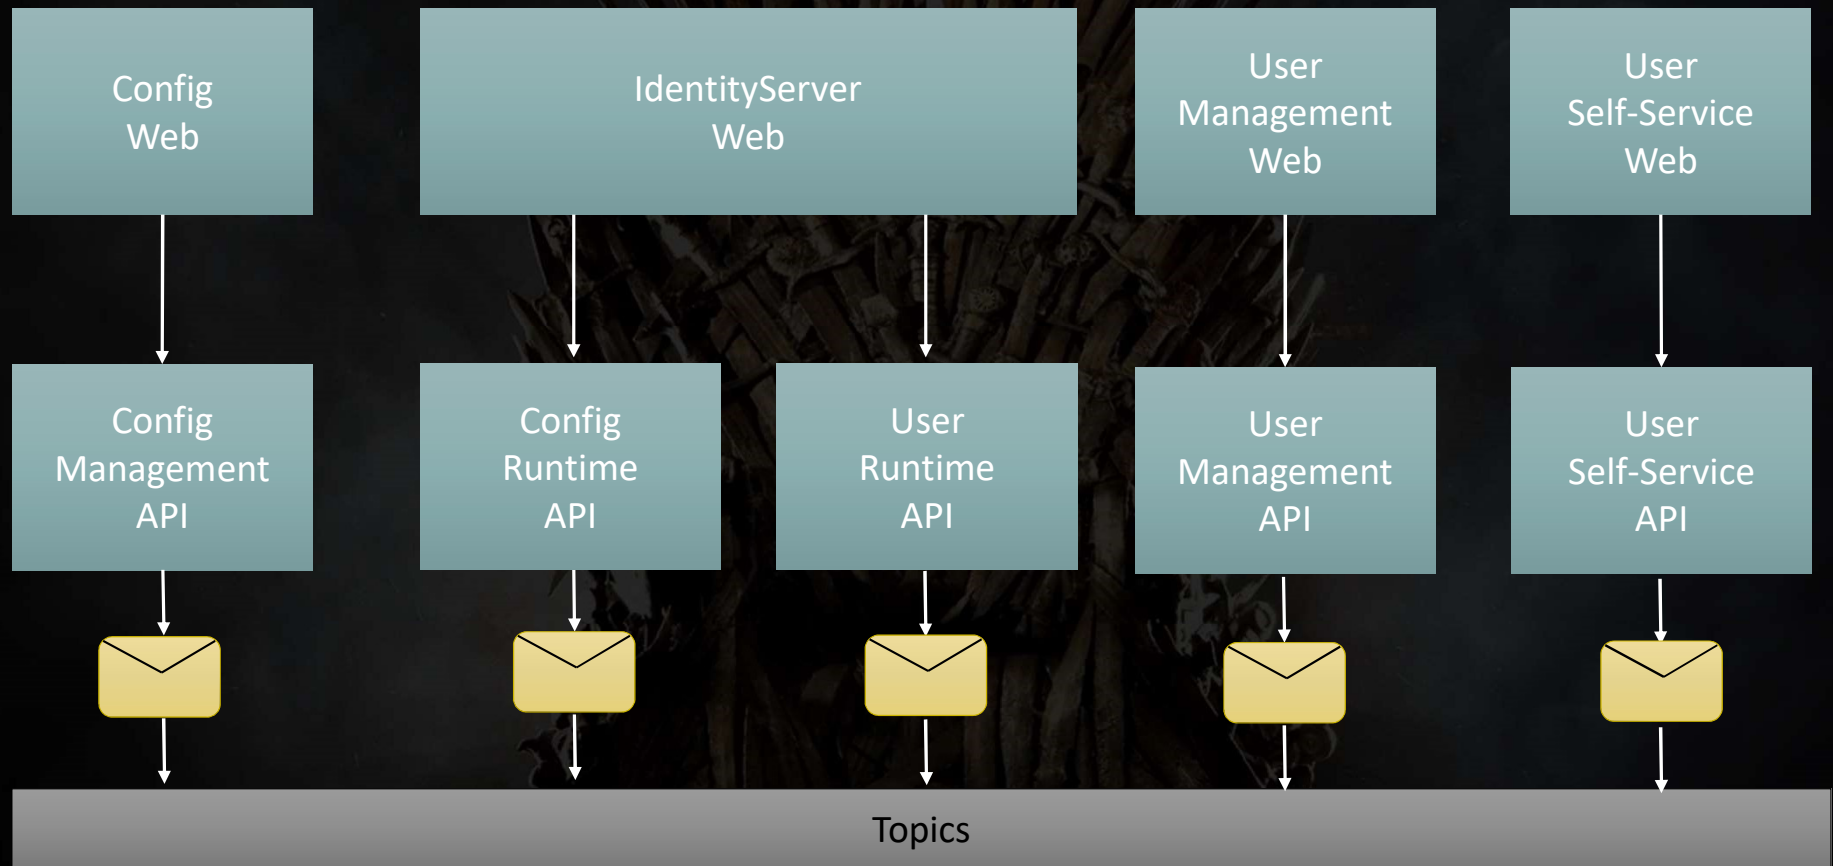 Config
Web
IdentityServer
Web
User
Management
Web
User
Self-Service
Web
Config
Management
API
Config
Runtime
API
User
Runtime
API
User
Management
API
User
Self-Service
API
Topics